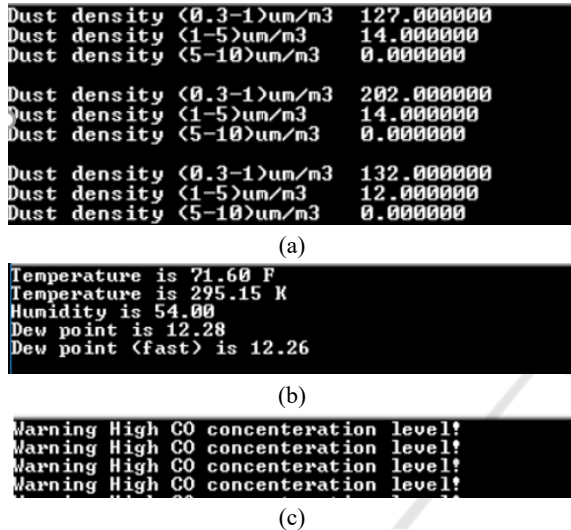 Dust density (0.3-1)um/m3 127.000000
Dust density (1-5)um/m3 14.000000
Dust density (5-10)um/m3 0.000000
Dust density (0.3-1)um/m3 202.000000
Dust density (1-5)um/m3 14.000000
Dust density (5-10)um/m3 0.000000
Dust density (0.3-1)um/m3 132.000000
Dust density (1-5)um/m3 12.000000
Dust density (5-10)um/m3 0.000000
(a)
Temperature is 71.60 F
Temperature is 295.15 K
Humidity is 54.00
Dew point is 12.28
Dew point (fast) is 12.26
(b)
Warning High CO concenteration level!
Warning High CO concenteration level!
Warning High CO concenteration level!
Warning High CO concenteration level!
(c)